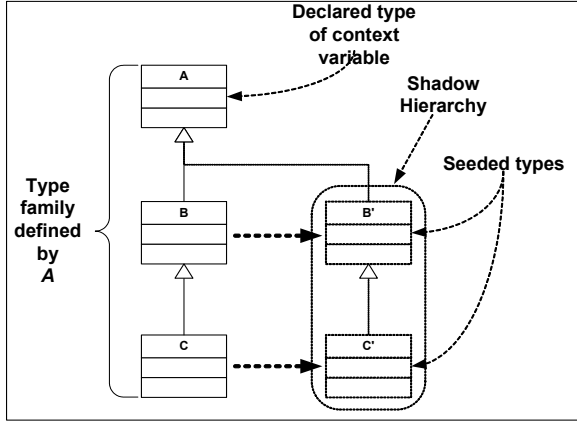 Declared type
of context
variable
A
Shadow
Hierarchy
Seeded types
Type
family
defined
by
A
B
B'
C
C'